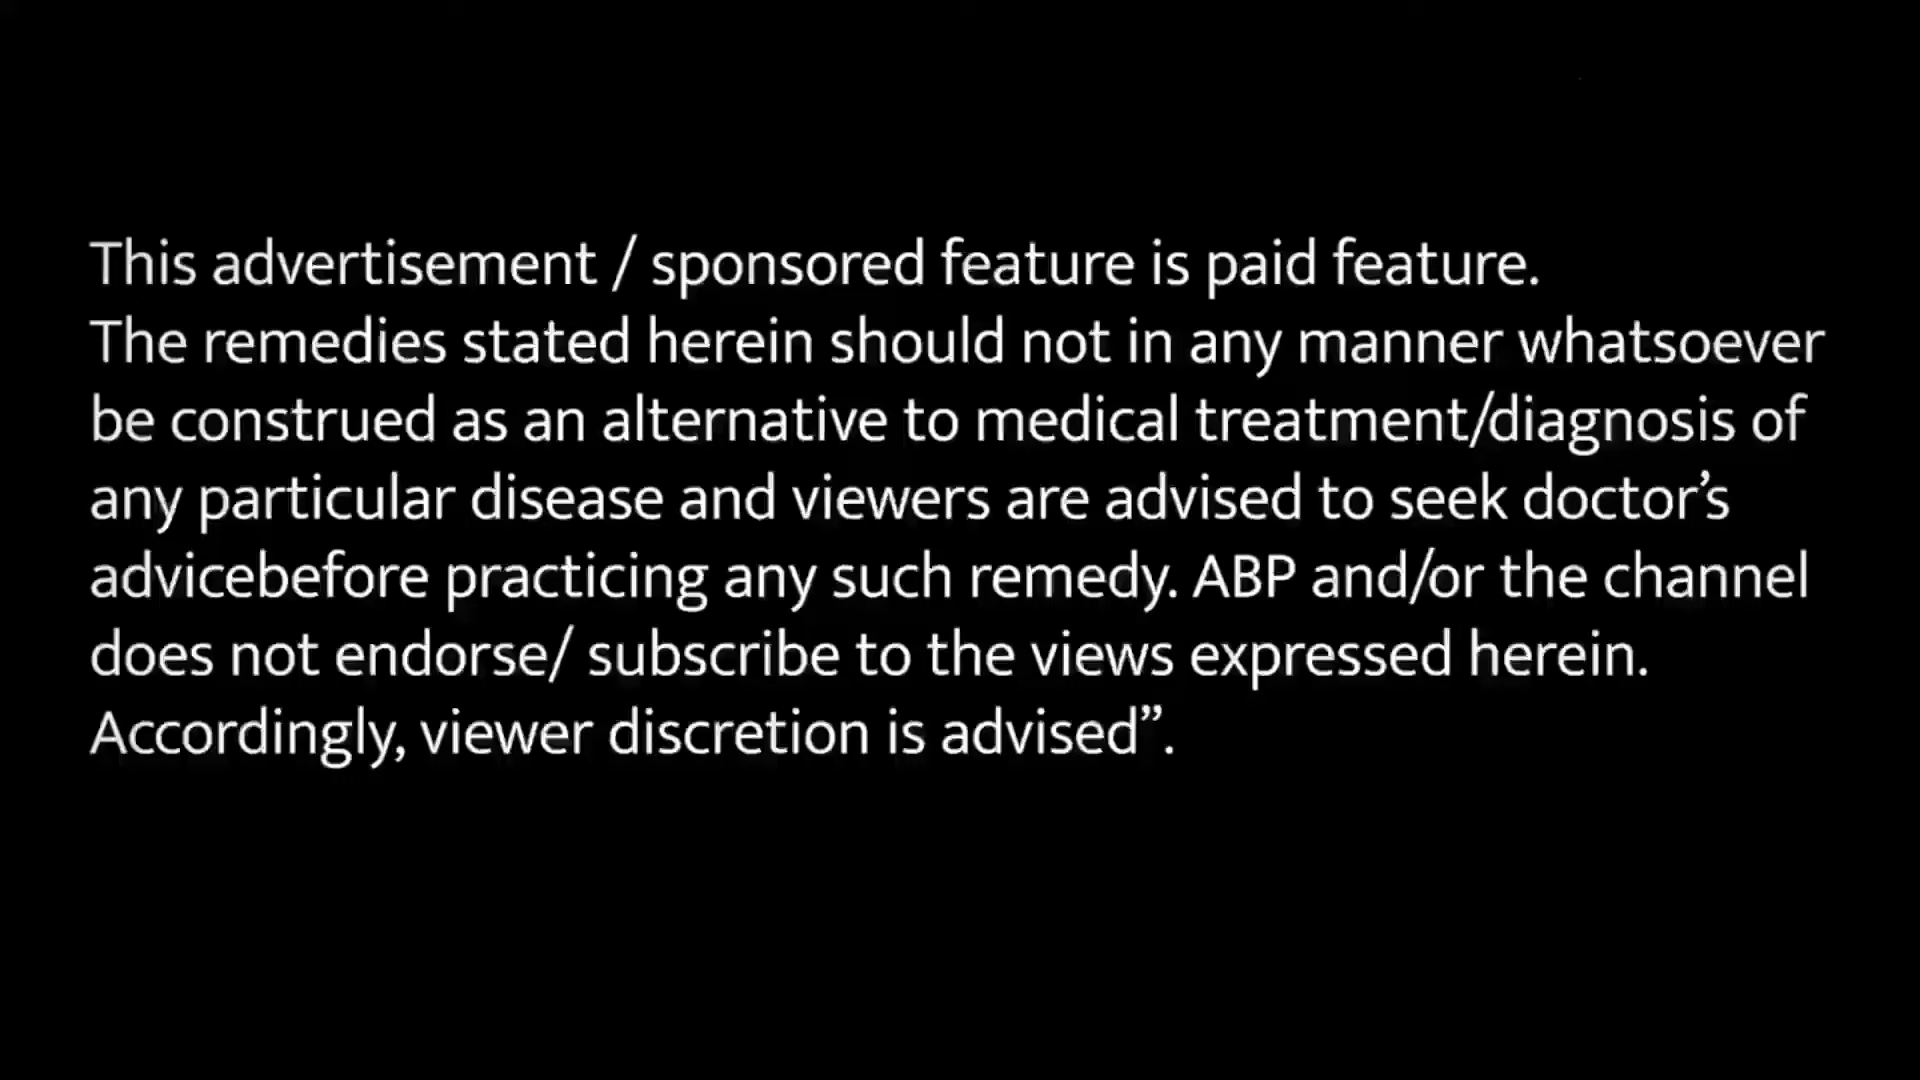 This advertisement / sponsored feature is paid feature.
The remedies stated herein should not in any manner whatsoever
be construed as an alternative to medical treatment/diagnosis of
any particular disease and viewers are advised to seek doctor’s
advicebefore practicing any such remedy. ABP and/or the channel
does not endorse/ subscribe to the views expressed herein.
Accordingly, viewer discretion is advised”.